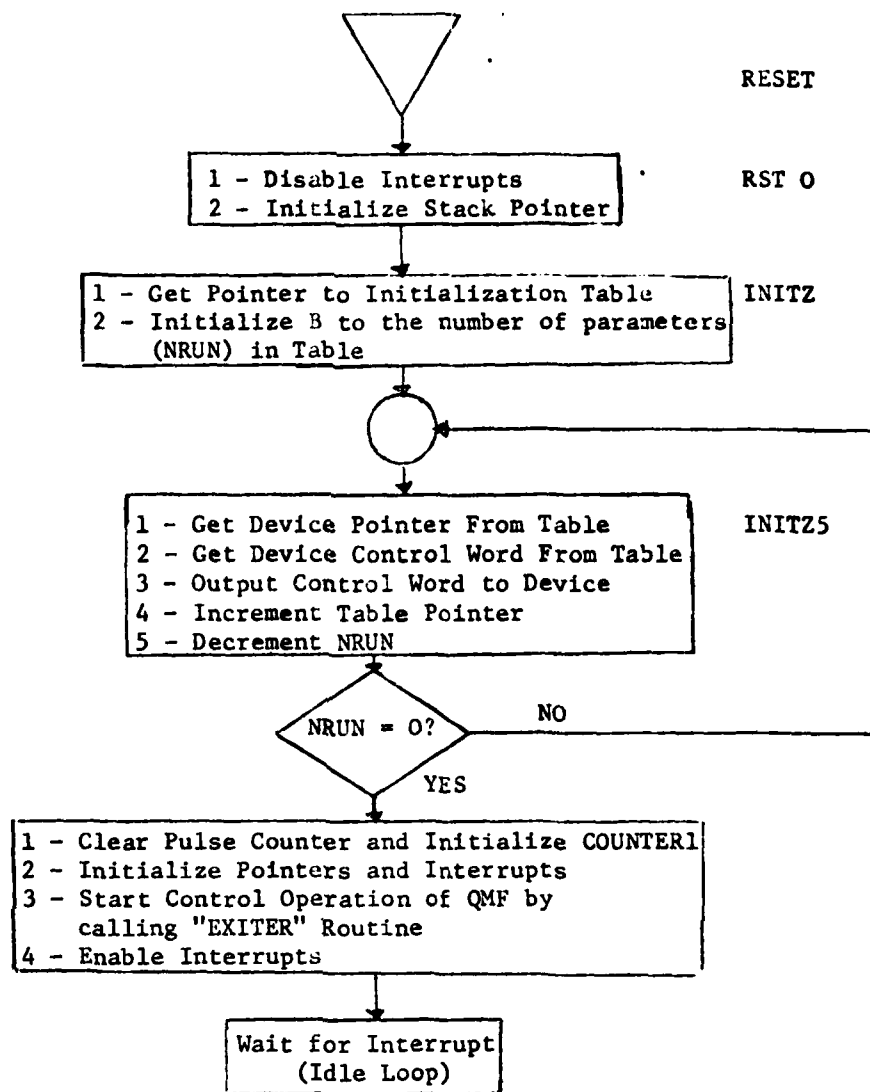 RESET
1 - Disable Interrupts
2 - Initialize Stack Pointer
RST 0
1 - Get Pointer to Initialization Table
2 - Initialize B to the number of parameters
(NRUN) in Table
INITZ
1 - Get Device Pointer From Table
2 - Get Device Control Word From Table
3 - Output Control Word to Device
4 - Increment Table Pointer
5 - Decrement NRUN
INITZ5
NRUN = 0?
NO
YES
1 - Clear Pulse Counter and Initialize COUNTER1
2 - Initialize Pointers and Interrupts
3 - Start Control Operation of QMF by
calling "EXITER" Routine
4 - Enable Interrupts
Wait for Interrupt
(Idle Loop)